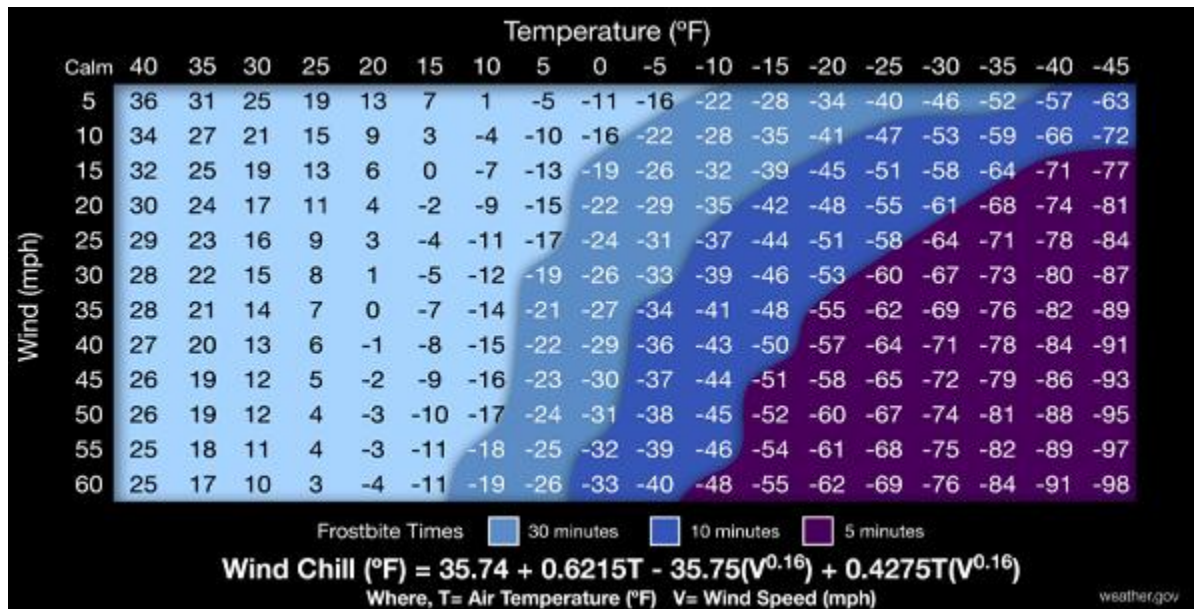 Temperature (ºF)
Calm 40 35 30 25 20 15 10 5 0 -5 -10 -15 -20 -25 -30 -35 -40 -45
5 36 31 25 19 13 7 1 -5 -11 -16 -22 -28 -34 -40 -46 -52 -57 -63
10 34 27 21 15 9 3 -4 -10 -16 -22 -28 -35 -41 -47 -53 -59 -66 -72
15 32 25 19 13 6 0 -7 -13 -19 -26 -32 -39 -45 -51 -58 -64 -71 -77
20 30 24 17 11 4 -2 -9 -15 -22 -29 -35 -42 -48 -55 -61 -68 -74 -81
25 29 23 16 9 3 -4 -11 -17 -24 -31 -37 -44 -51 -58 -64 -71 -78 -84
30 28 22 15 8 1 -5 -12 -19 -26 -33 -39 -46 -53 -60 -67 -73 -80 -87
35 28 21 14 7 0 -7 -14 -21 -27 -34 -41 -48 -55 -62 -69 -76 -82 -89
40 27 20 13 6 -1 -8 -15 -22 -29 -36 -43 -50 -57 -64 -71 -78 -84 -91
45 26 19 12 5 -2 -9 -16 -23 -30 -37 -44 -51 -58 -65 -72 -79 -86 -93
50 26 19 12 4 -3 -10 -17 -24 -31 -38 -45 -52 -60 -67 -74 -81 -88 -95
55 25 18 11 4 -3 -11 -18 -25 -32 -39 -46 -54 -61 -68 -75 -82 -89 -97
60 25 17 10 3 -4 -11 -19 -26 -33 -40 -48 -55 -62 -69 -76 -84 -91 -98
Wind (mph)
Frostbite Times 30 minutes 10 minutes 5 minutes
Wind Chill (ºF) = 35.74 + 0.6215T - 35.75(V^0.16) + 0.4275T(V^0.16)
Where, T= Air Temperature (ºF) V= Wind Speed (mph)
weather.gov